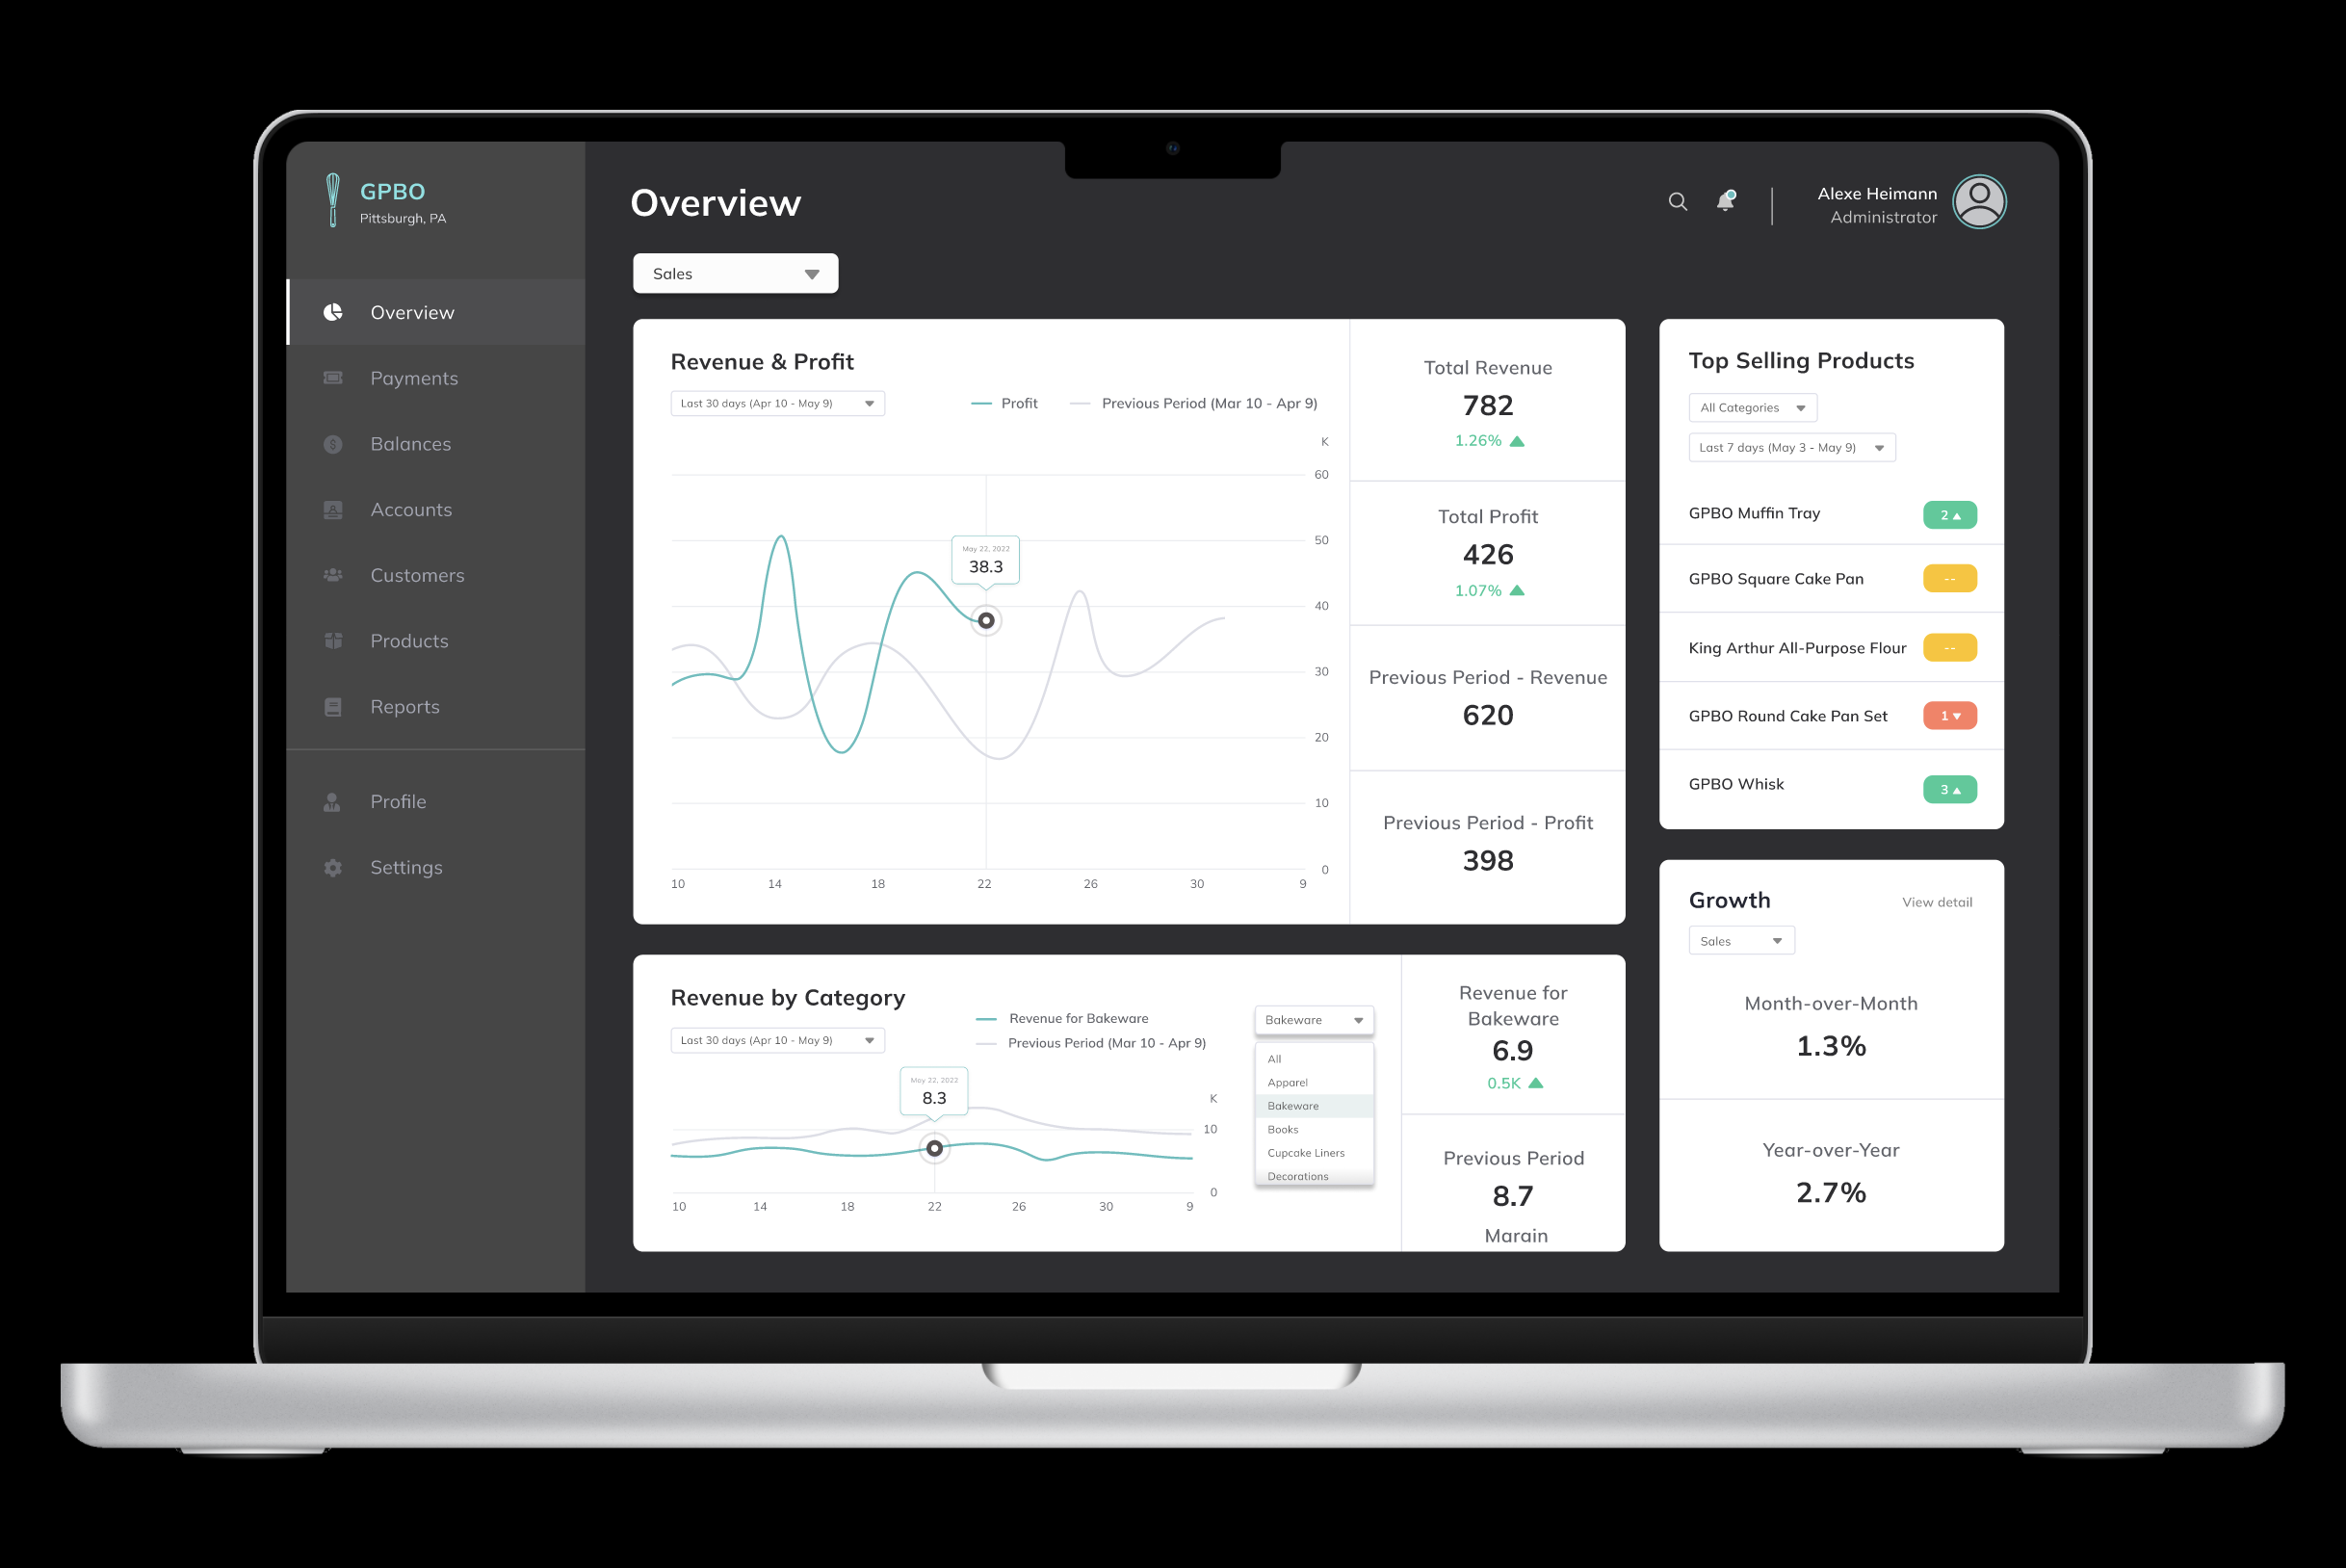 GPBO
Pittsburgh, PA
Overview
Payments
Balances
Accounts
Customers
Products
Reports
Profile
Settings
Overview
Alexe Heimann
Administrator
Sales
Revenue & Profit
Last 30 days (Apr 10 - May 9)
Profit
Previous Period (Mar 10 - Apr 9)
K
60
50
40
30
20
10
0
May 22, 2022
38.3
10 14 18 22 26 30 9
Total Revenue
782
1.26%
Total Profit
426
1.07%
Previous Period - Revenue
620
Previous Period - Profit
398
Top Selling Products
All Categories
Last 7 days (May 3 - May 9)
GPBO Muffin Tray 2
GPBO Square Cake Pan --
King Arthur All-Purpose Flour --
GPBO Round Cake Pan Set 1
GPBO Whisk 3
Revenue by Category
Last 30 days (Apr 10 - May 9)
Revenue for Bakeware
Previous Period (Mar 10 - Apr 9)
May 22, 2022
8.3
K
10
0
10 14 18 22 26 30 9
Bakeware
All
Apparel
Bakeware
Books
Cupcake Liners
Decorations
Revenue for
Bakeware
6.9
0.5K
Previous Period
8.7
Marain
Growth
View detail
Sales
Month-over-Month
1.3%
Year-over-Year
2.7%